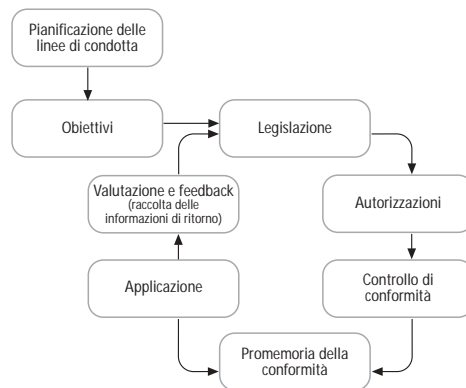 Pianificazione delle
linee di condotta
Obiettivi
Legislazione
Valutazione e feedback
(raccolta delle
informazioni di ritorno)
Autorizzazioni
Applicazione
Controllo di
conformità
Promemoria della
conformità